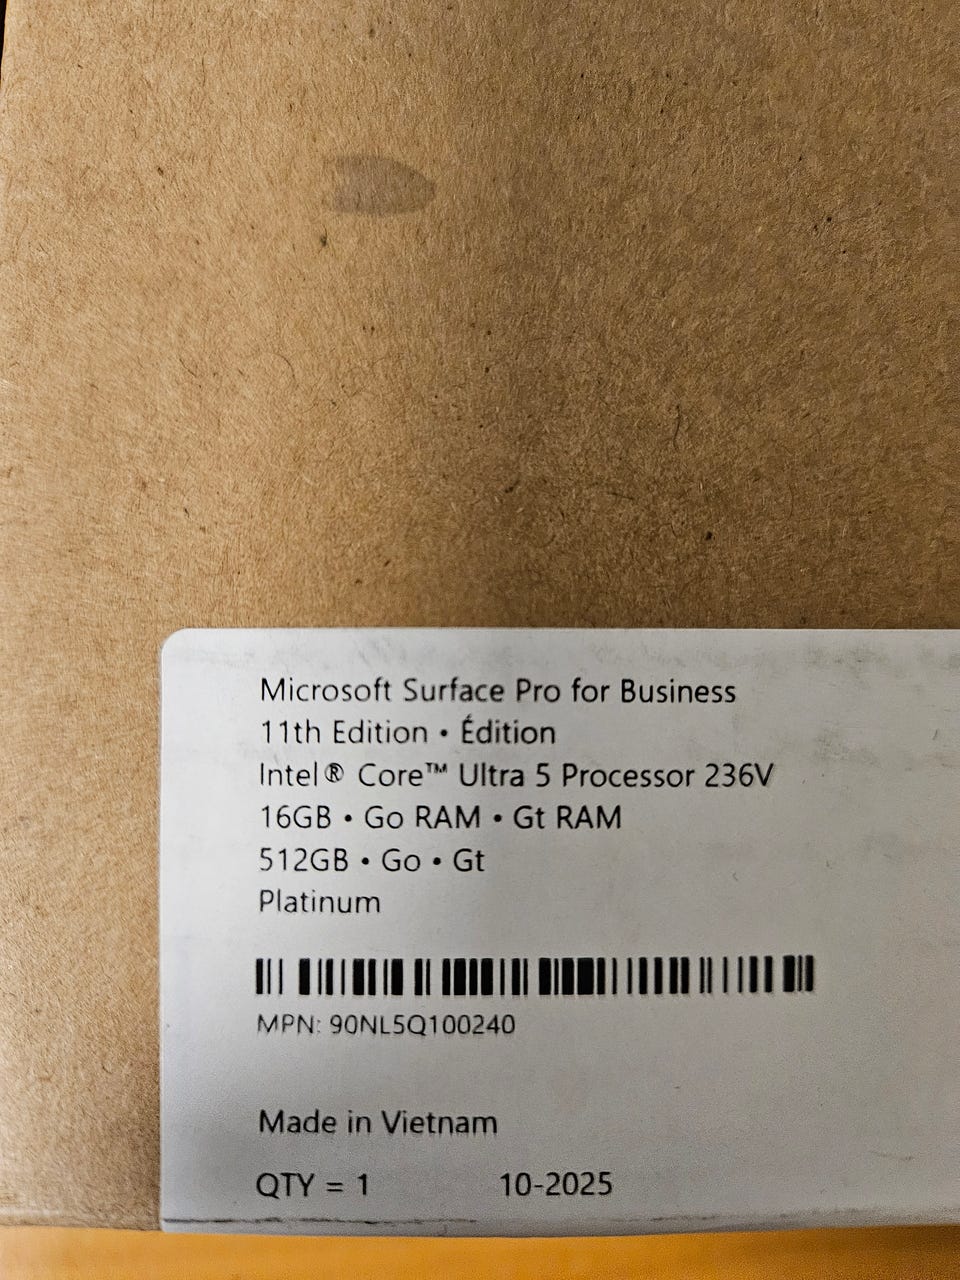 Microsoft Surface Pro for Business
11th Edition • Édition
Intel® Core™ Ultra 5 Processor 236V
16GB • Go RAM • Gt RAM
512GB • Go • Gt
Platinum
MPN: 90NL5Q100240
Made in Vietnam
QTY = 1 10-2025